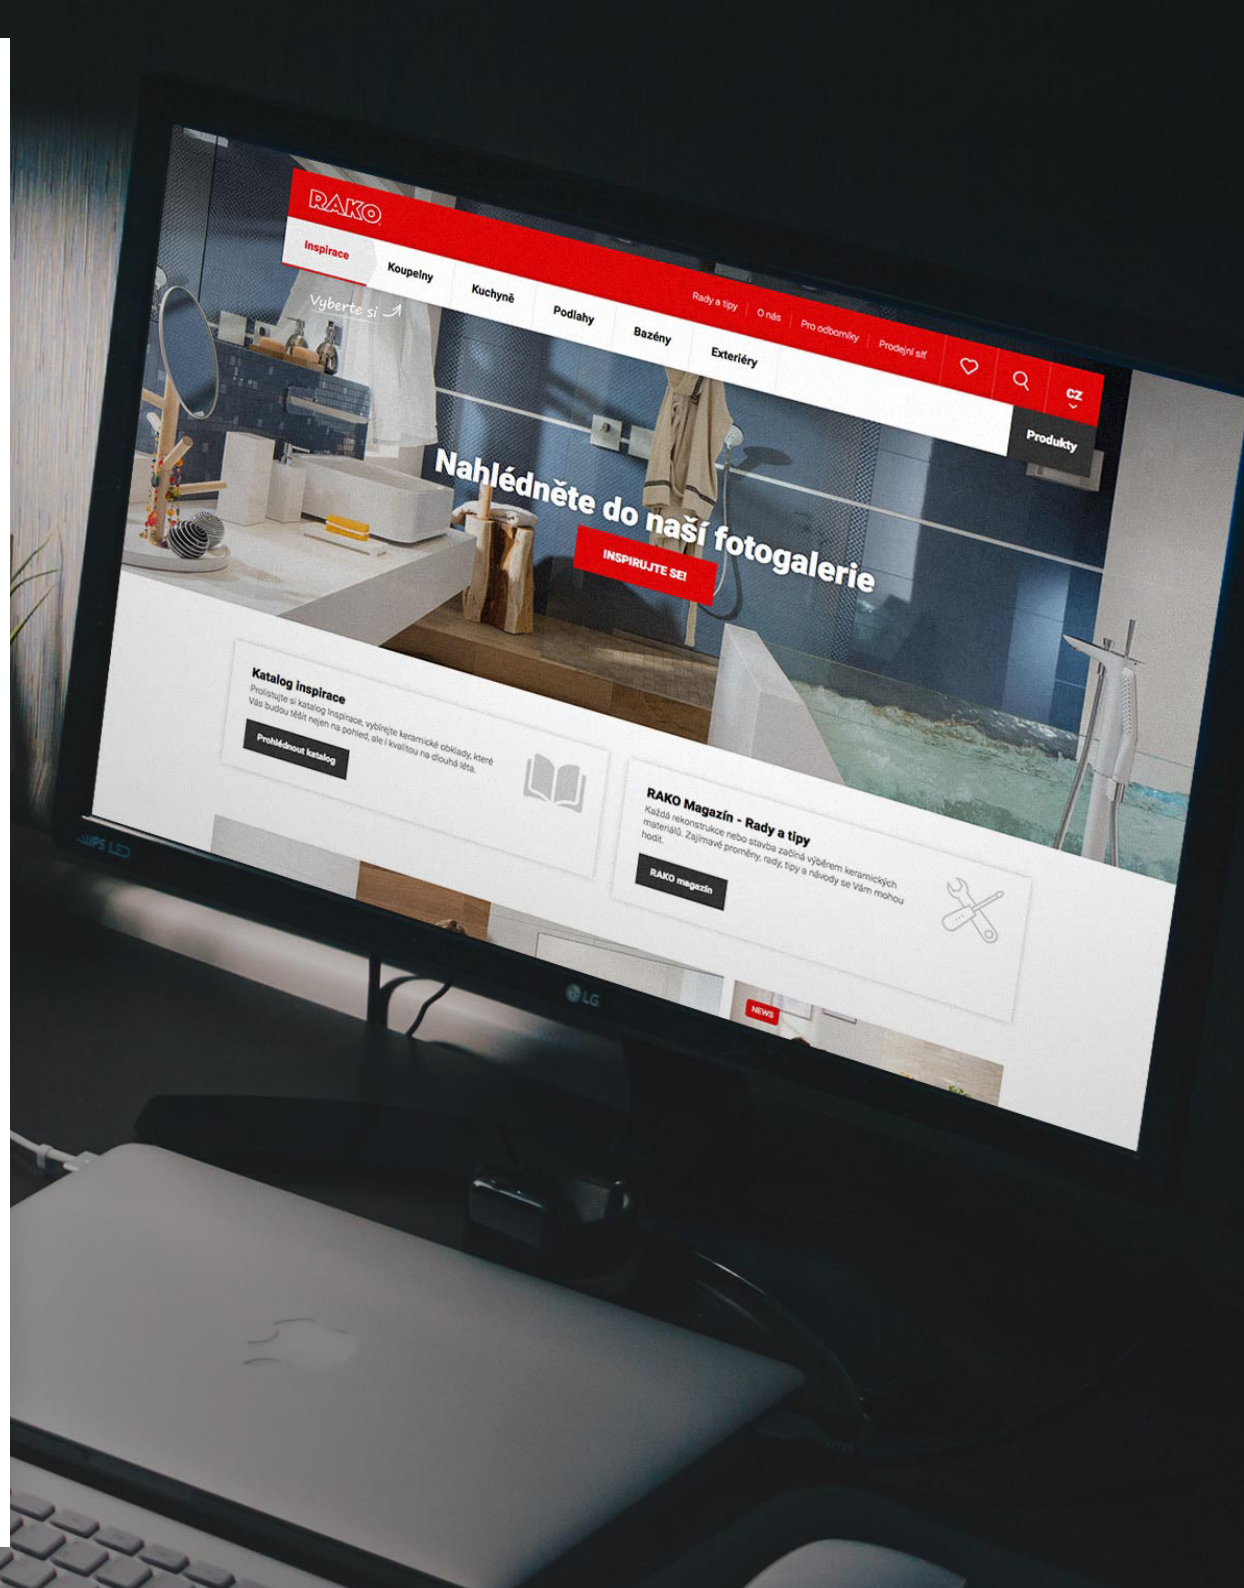 RAKO
Rady a tipy
O nás
Pro odborníky
Prodejní síť
CZ
Inspirace
Koupelny
Kuchyně
Podlahy
Bazény
Exteriéry
Produkty
Vyberte si
Nahlédněte do naší fotogalerie
INSPIRUJTE SE!
Katalog inspirace
Prolistujte si katalog Inspirace, vybírejte keramické obklady, které
Vás budou těšit nejen na pohled, ale i kvalitou na dlouhá léta.
Prohlédnout katalog
RAKO Magazín - Rady a tipy
Každá rekonstrukce nebo stavba začíná výběrem keramických
materiálů. Zajímavé proměny, rady, tipy a návody se Vám mohou
hodit.
RAKO magazín
NEWS
IPS LED
LG